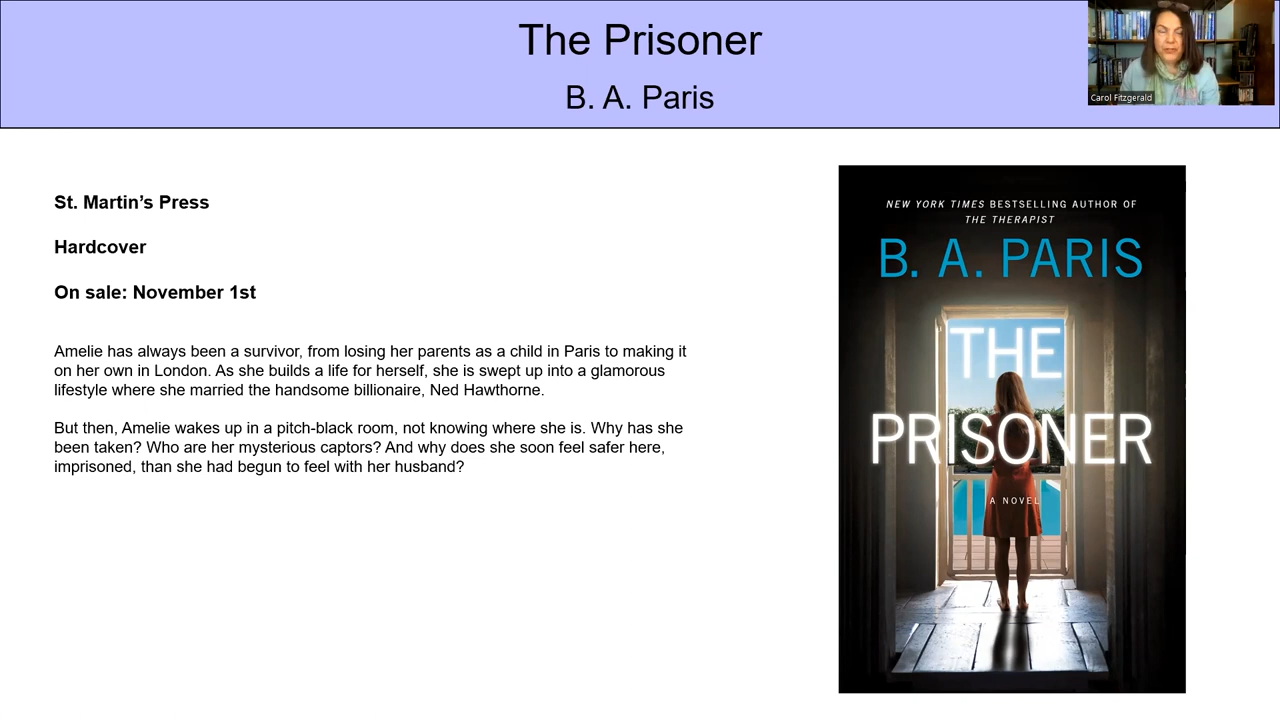 The Prisoner
B. A. Paris
Carol Fitzgerald
St. Martin’s Press
Hardcover
On sale: November 1st
Amelie has always been a survivor, from losing her parents as a child in Paris to making it
on her own in London. As she builds a life for herself, she is swept up into a glamorous
lifestyle where she married the handsome billionaire, Ned Hawthorne.
But then, Amelie wakes up in a pitch-black room, not knowing where she is. Why has she
been taken? Who are her mysterious captors? And why does she soon feel safer here,
imprisoned, than she had begun to feel with her husband?
NEW YORK TIMES BESTSELLING AUTHOR OF
THE THERAPIST
B. A. PARIS
THE
PRISONER
A NOVEL